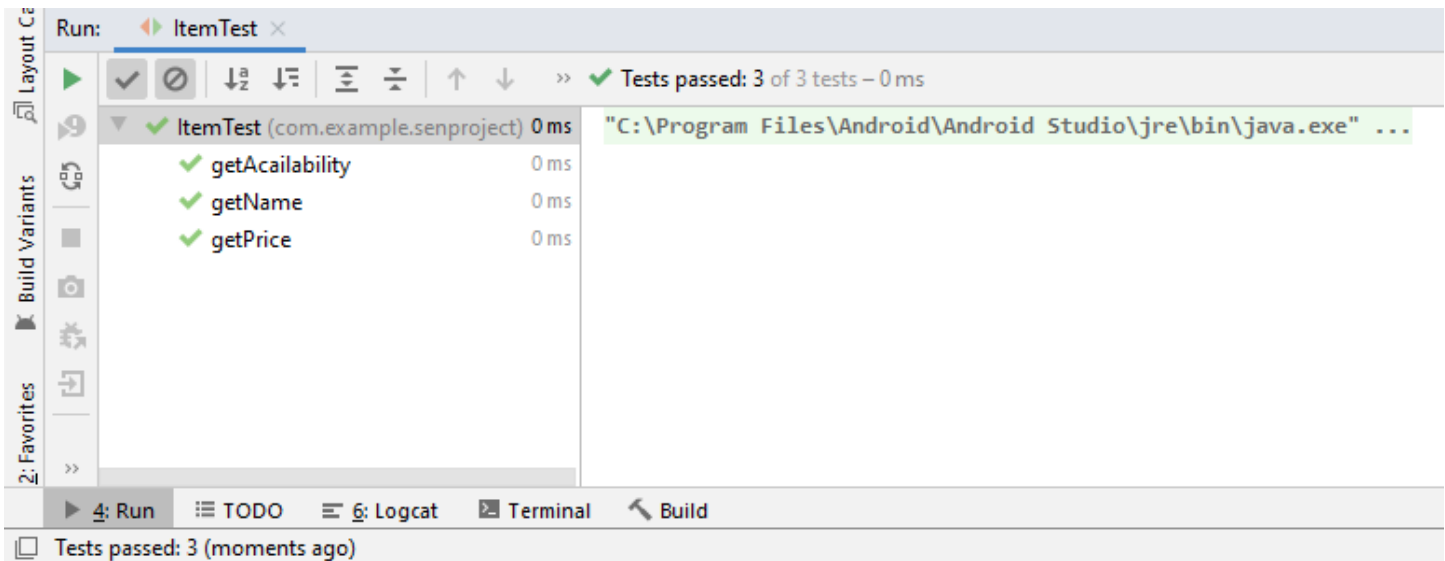 Run: ItemTest
Layout Ca
Tests passed: 3 of 3 tests – 0 ms
ItemTest (com.example.senproject) 0 ms
"C:\Program Files\Android\Android Studio\jre\bin\java.exe" ...
getAcailability 0 ms
getName 0 ms
getPrice 0 ms
Build Variants
2: Favorites
4: Run TODO 6: Logcat Terminal Build
Tests passed: 3 (moments ago)